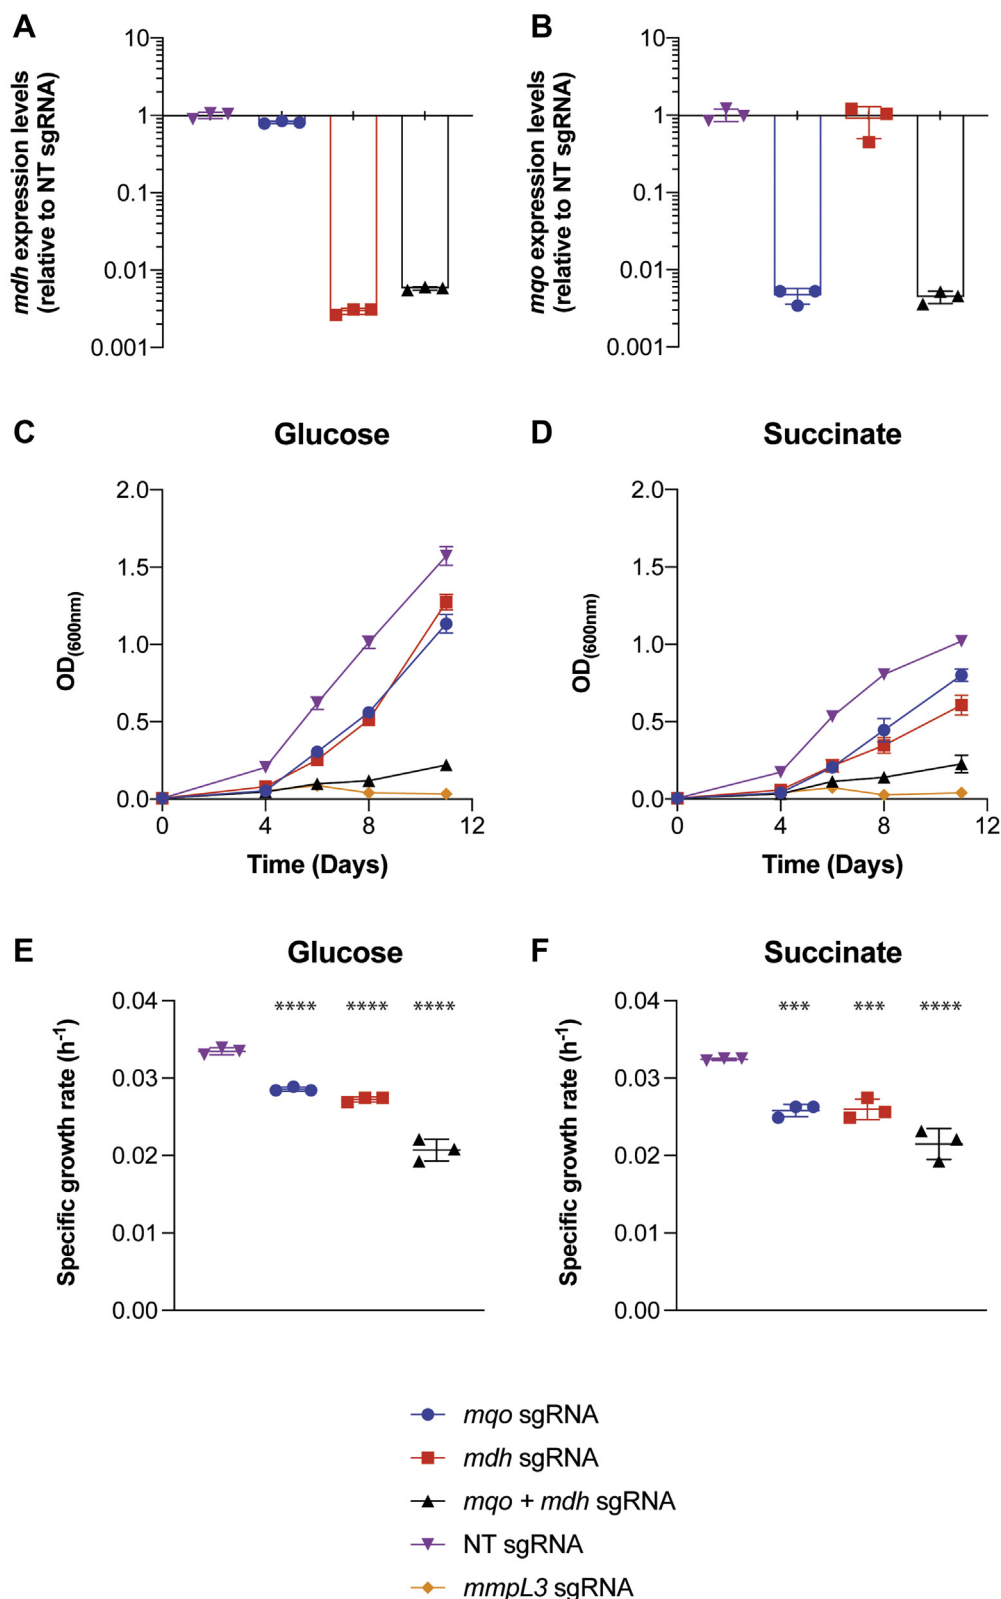 A
mdh expression levels
(relative to NT sgRNA)
10
1
0.1
0.01
0.001
B
mqo expression levels
(relative to NT sgRNA)
10
1
0.1
0.01
0.001
C
Glucose
OD(600nm)
2.0
1.5
1.0
0.5
0.0
0 4 8 12
Time (Days)
D
Succinate
OD(600nm)
2.0
1.5
1.0
0.5
0.0
0 4 8 12
Time (Days)
E
Glucose
Specific growth rate (h-1)
0.04
0.03
0.02
0.01
0.00
**** **** ****
F
Succinate
Specific growth rate (h-1)
0.04
0.03
0.02
0.01
0.00
*** *** ****
mqo sgRNA
mdh sgRNA
mqo + mdh sgRNA
NT sgRNA
mmpL3 sgRNA